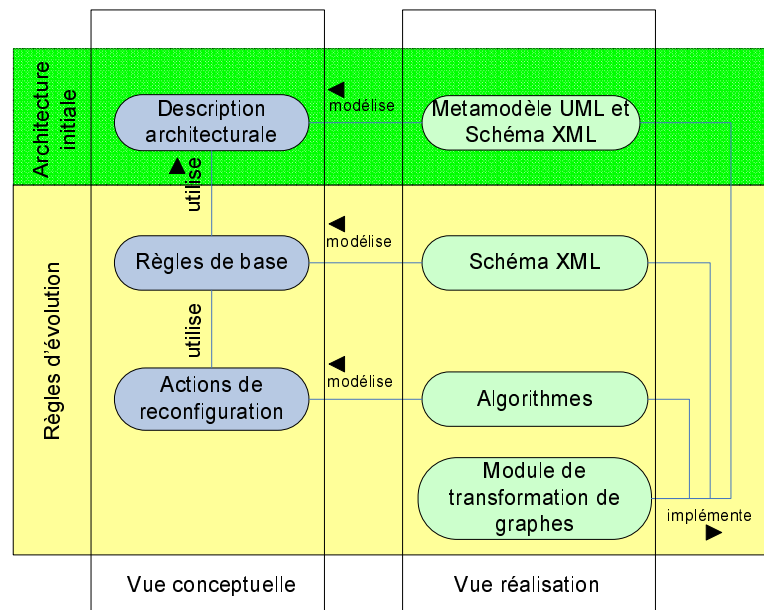 Architecture
initiale
Description
architecturale
modélise
Metamodèle UML et
Schéma XML
utilise
Règles d'évolution
Règles de base
modélise
Schéma XML
utilise
Actions de
reconfiguration
modélise
Algorithmes
Module de
transformation de
graphes
implémente
Vue conceptuelle
Vue réalisation